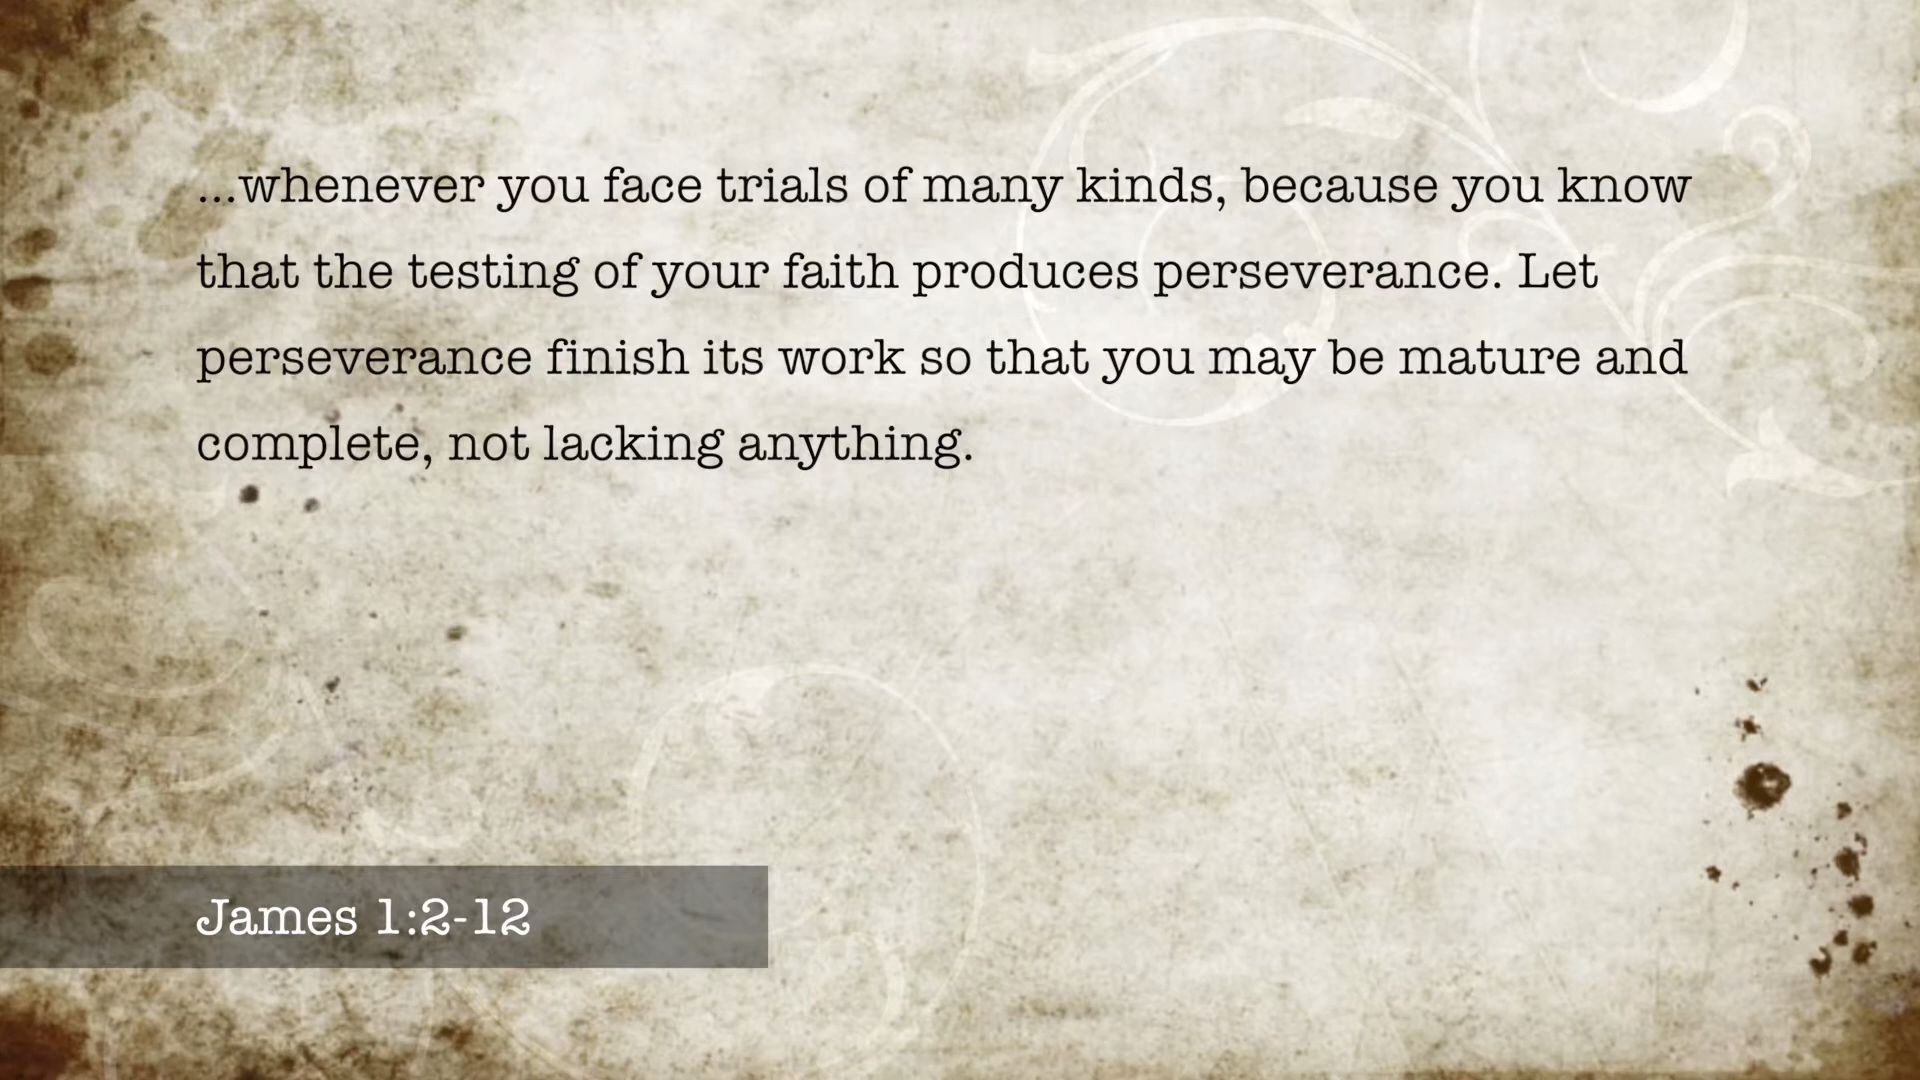 ...whenever you face trials of many kinds, because you know
that the testing of your faith produces perseverance. Let
perseverance finish its work so that you may be mature and
complete, not lacking anything.
James 1:2-12